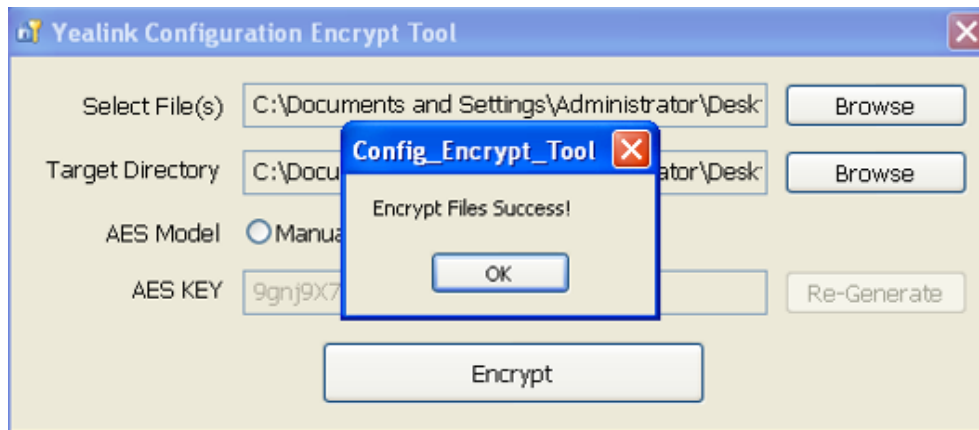 Yealink Configuration Encrypt Tool
Select File(s) C:\Documents and Settings\Administrator\Desk Browse
Config_Encrypt_Tool
Target Directory C:\Docu ator\Desk Browse
Encrypt Files Success!
AES Model Manua
OK
AES KEY 9gnj9X7 Re-Generate
Encrypt